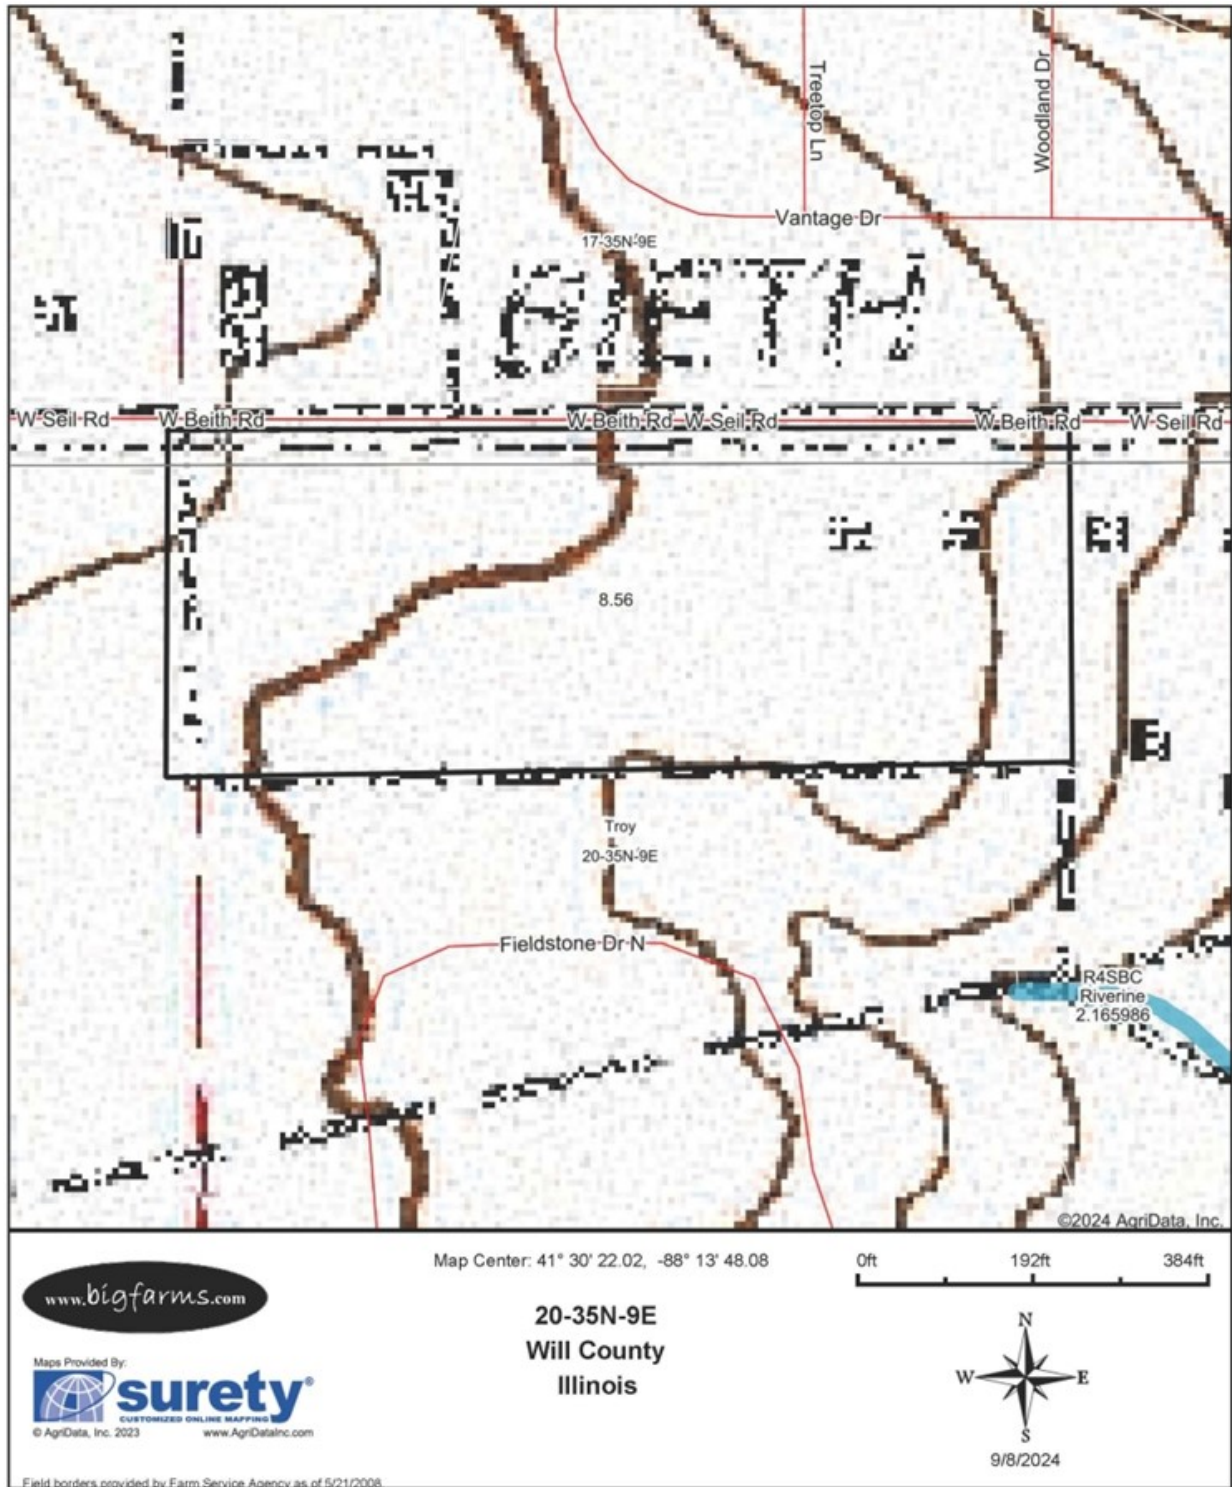 Treetop Ln
Woodland Dr
Vantage Dr
17-35N-9E
W Seil Rd
W Beith Rd
W Beith Rd
W Seil Rd
W Beith Rd
W Seil Rd
8.56
Troy
20-35N-9E
Fieldstone Dr N
R4SBC
Riverine
2.165986
©2024 AgriData, Inc.
Map Center: 41° 30' 22.02, -88° 13' 48.08
0ft 192ft 384ft
www.bigfarms.com
20-35N-9E
Will County
Illinois
N
W E
S
Maps Provided By:
surety®
CUSTOMIZED ONLINE MAPPING
© AgriData, Inc. 2023 www.AgriDataInc.com
9/8/2024
Field borders provided by Farm Service Agency as of 5/21/2008.